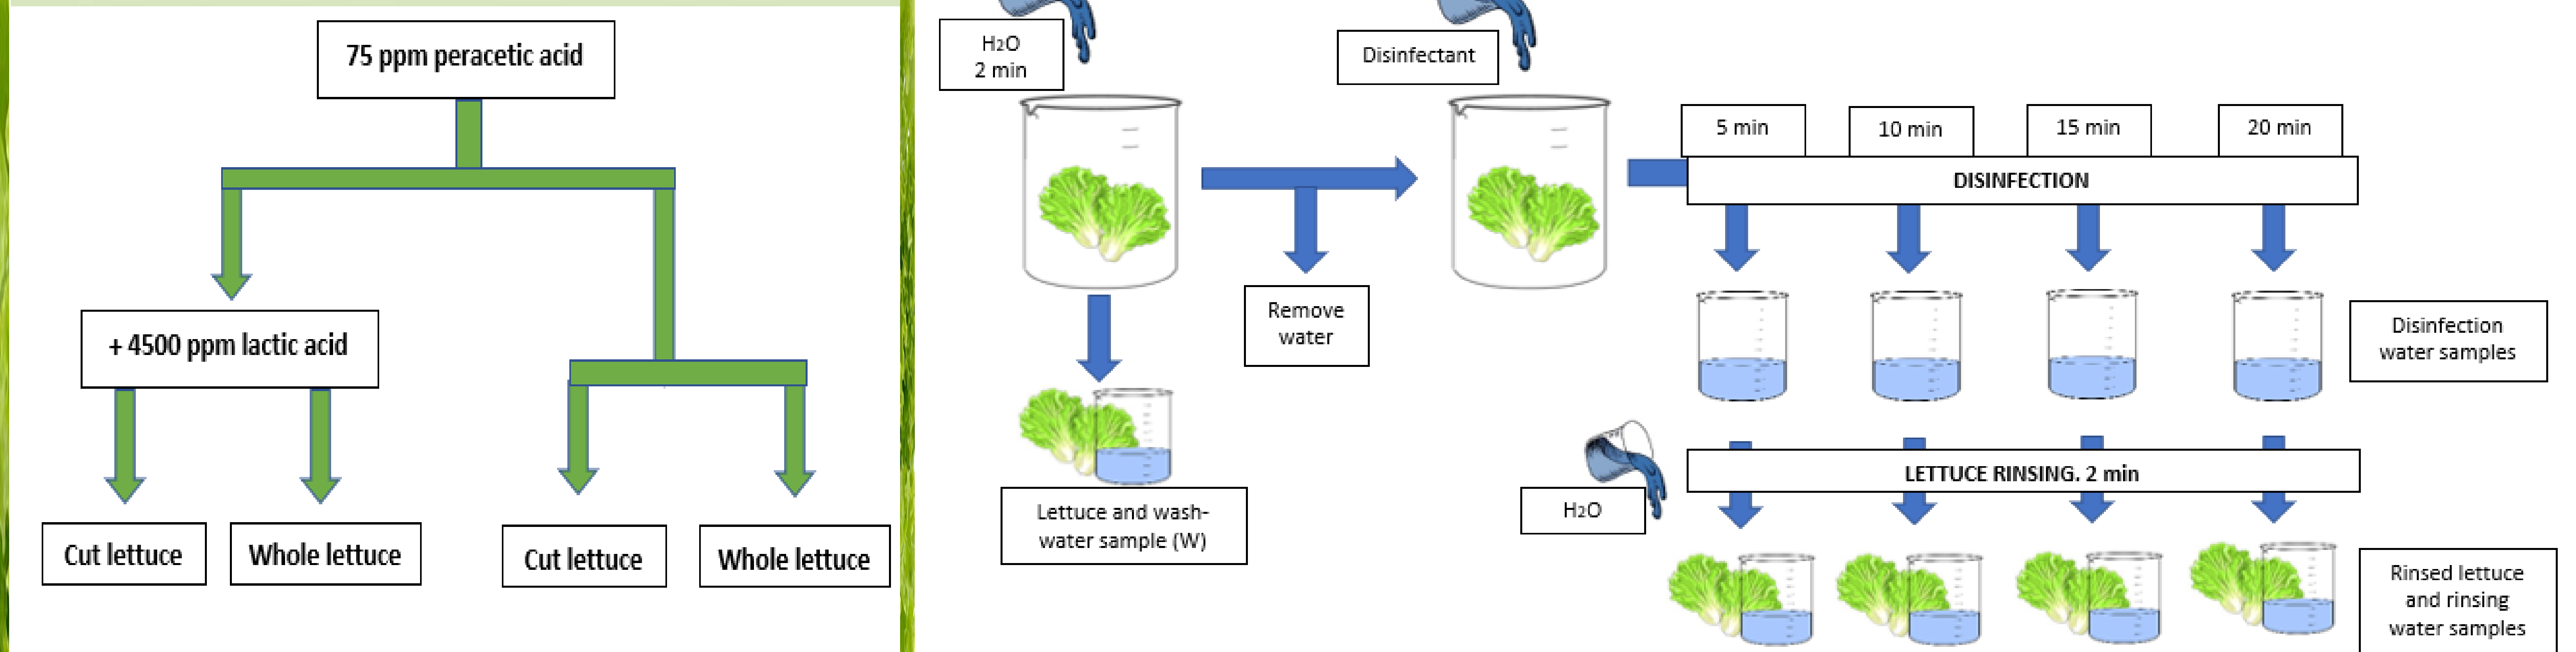 75 ppm peracetic acid
+ 4500 ppm lactic acid
Cut lettuce
Whole lettuce
Cut lettuce
Whole lettuce
H2O
2 min
Disinfectant
Remove
water
Lettuce and wash-
water sample (W)
5 min
10 min
15 min
20 min
DISINFECTION
Disinfection
water samples
H2O
LETTUCE RINSING. 2 min
Rinsed lettuce
and rinsing
water samples